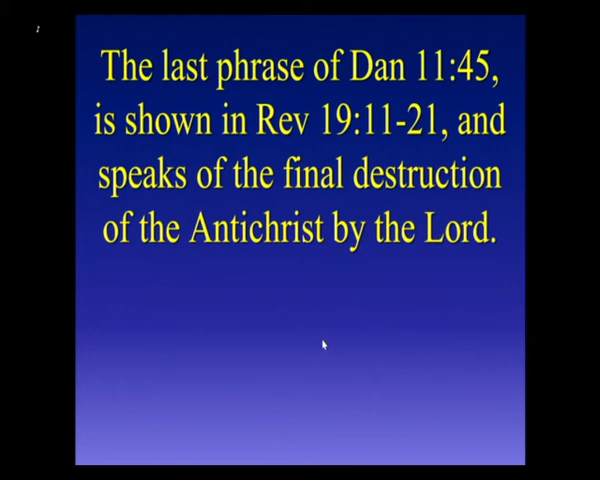 The last phrase of Dan 11:45,
is shown in Rev 19:11-21, and
speaks of the final destruction
of the Antichrist by the Lord.